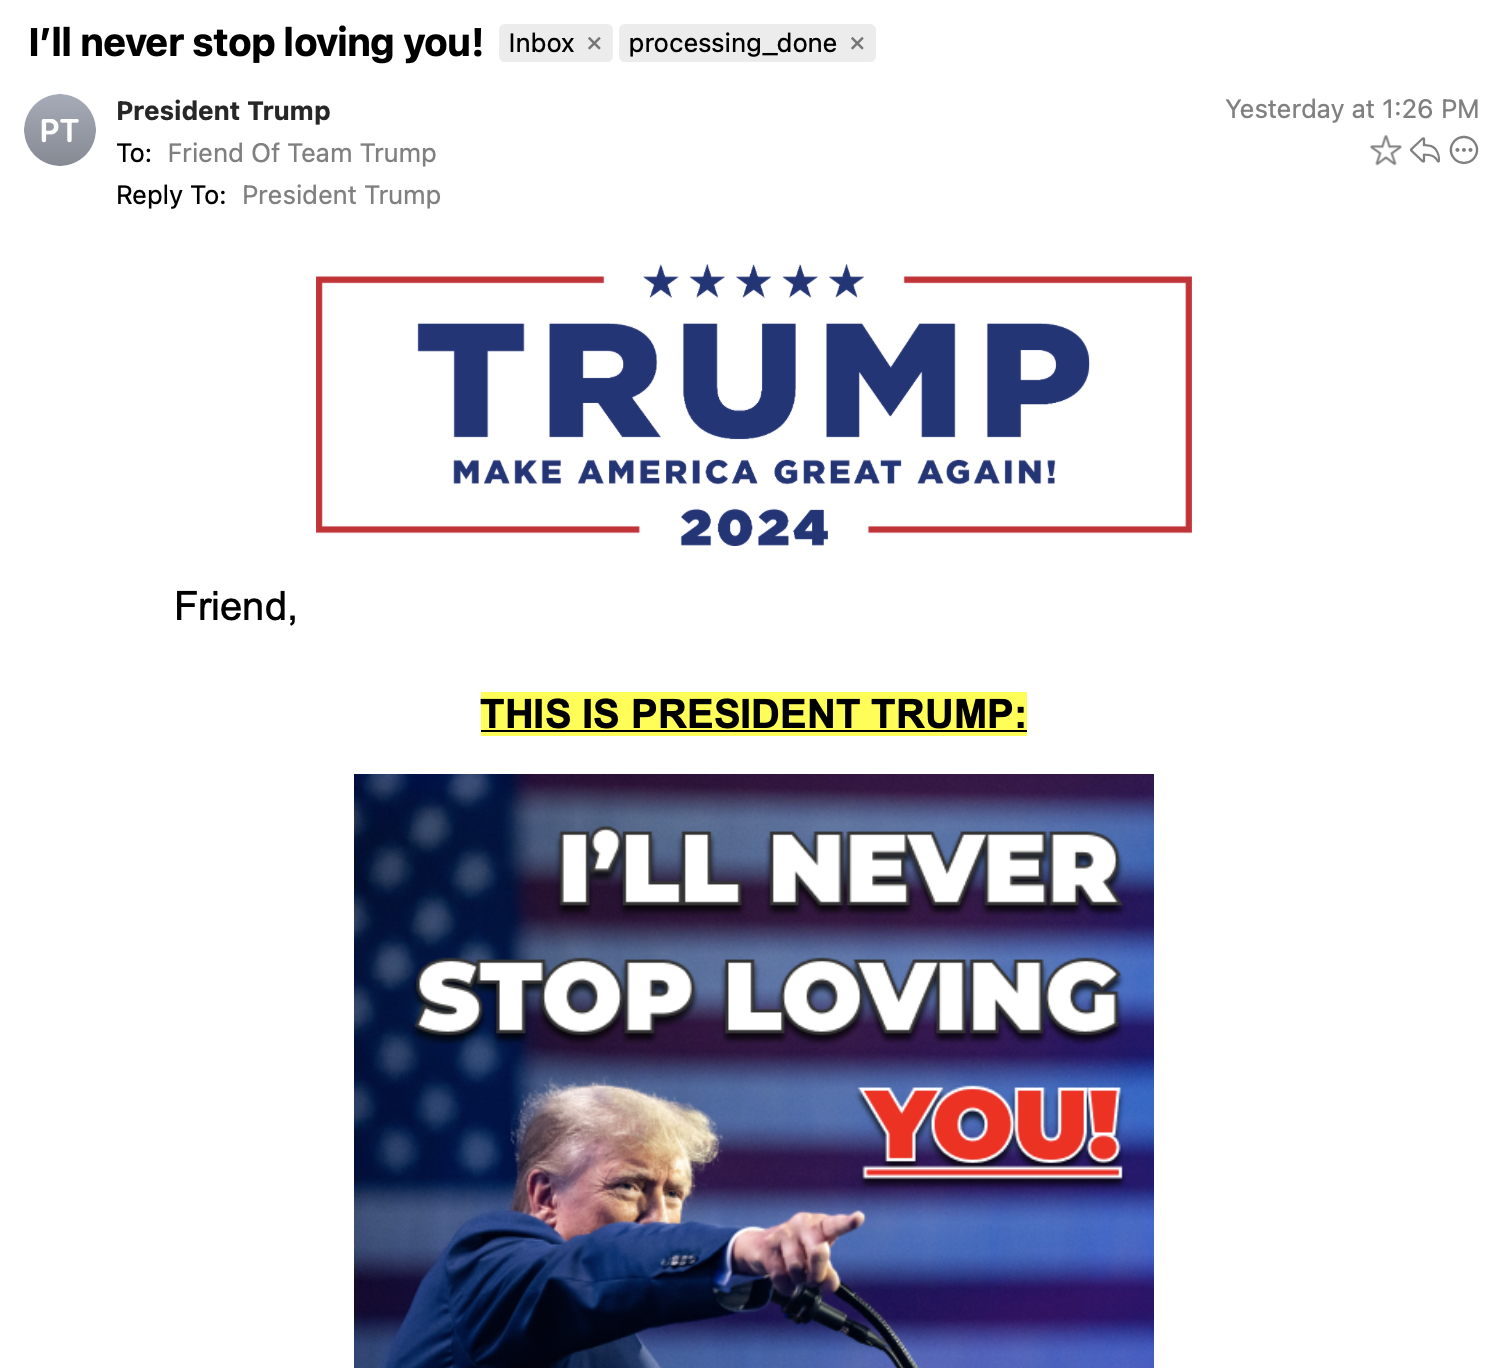 I’ll never stop loving you! Inbox × processing_done ×
PT
President Trump
Yesterday at 1:26 PM
To: Friend Of Team Trump
Reply To: President Trump
TRUMP
MAKE AMERICA GREAT AGAIN!
2024
Friend,
THIS IS PRESIDENT TRUMP:
I’LL NEVER
STOP LOVING
YOU!